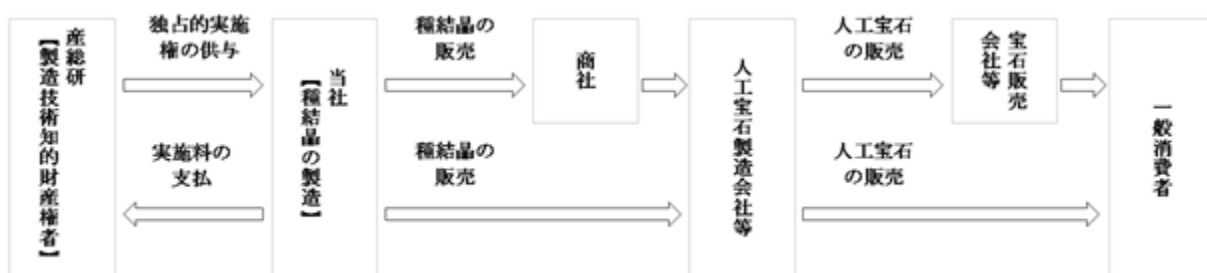 産総研
【製造技術知的財産権者】
独占的実施
権の供与
実施料の
支払
当社
【種結晶の製造】
種結晶の
販売
種結晶の
販売
商社
人工宝石製造会社等
人工宝石
の販売
人工宝石
の販売
宝石販売
会社等
一般消費者